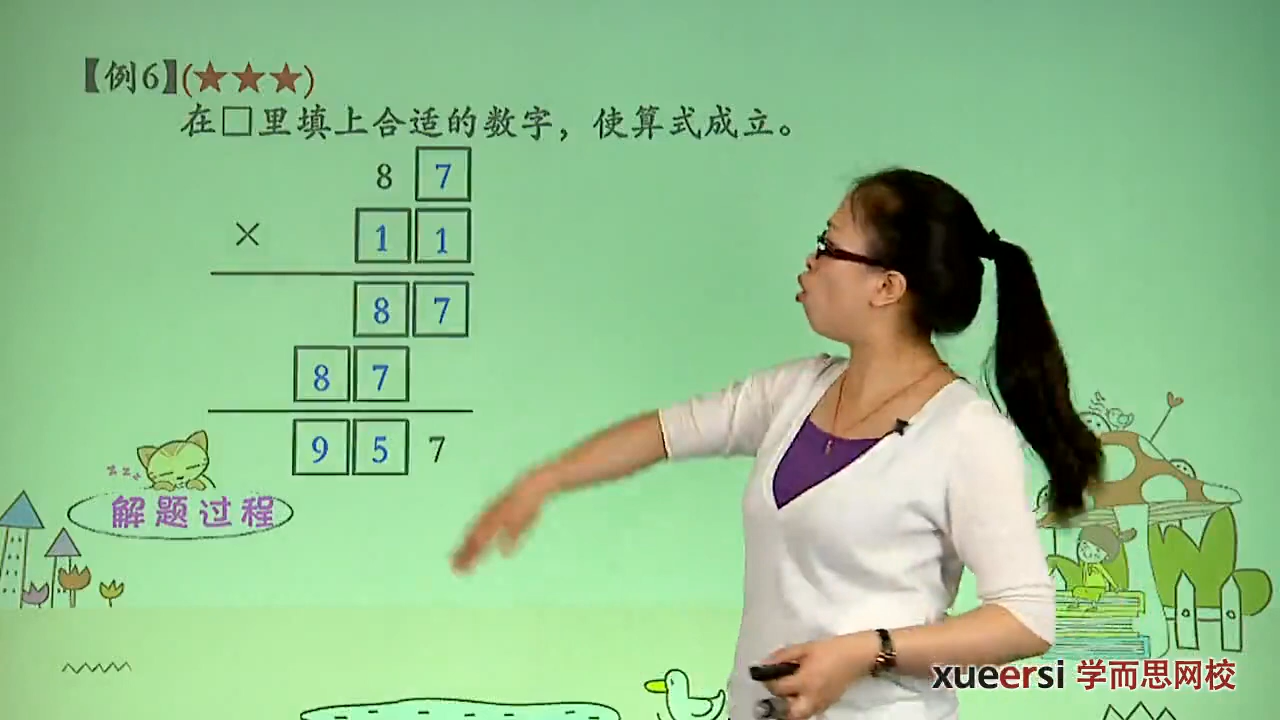 【例6】(★★★)
在□里填上合适的数字，使算式成立。
8 7
× 1 1
8 7
8 7
9 5 7
zzz
解题过程
xueersi 学而思网校